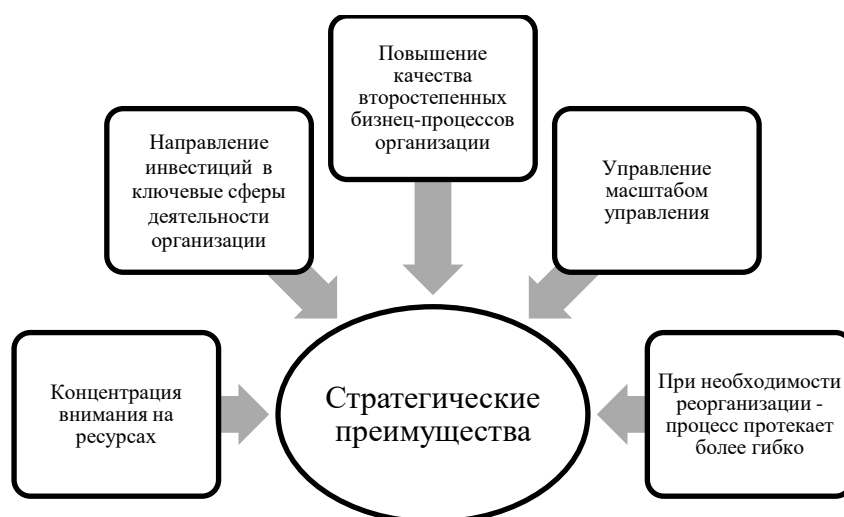 Повышение
качества
второстепенных
бизнец-процессов
организации
Направление
инвестиций в
ключевые сферы
деятельности
организации
Управление
масштабом
управления
Концентрация
внимания на
ресурсах
Стратегические
преимущества
При необходимости
реорганизации -
процесс протекает
более гибко